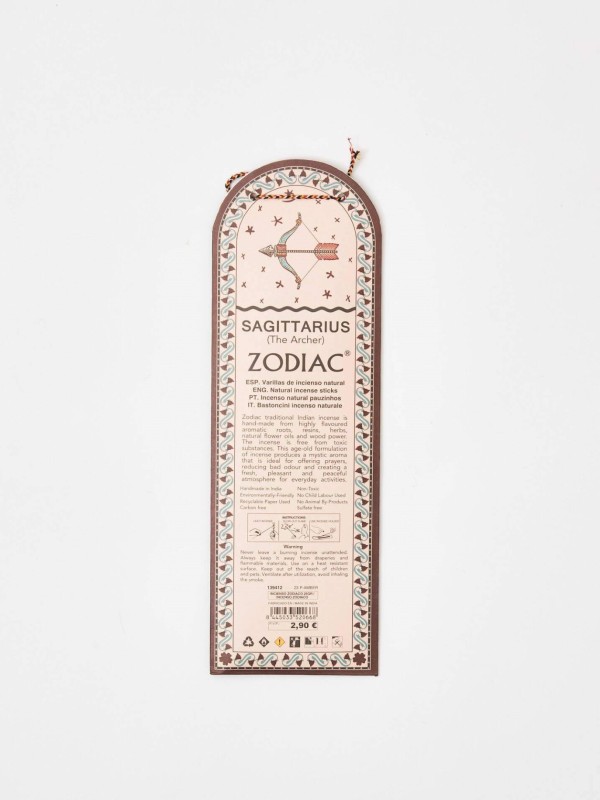 SAGITTARIUS
(The Archer)
ZODIAC®
ESP. Varillas de incienso natural
ENG. Natural incense sticks
PT. Incenso natural pauzinhos
IT. Bastoncini incenso naturale
Zodiac traditional Indian incense is
hand-made from highly flavoured
aromatic roots, resins, herbs,
natural flower oils and wood power.
The incense is free from toxic
substances. This age-old formulation
of incense produces a mystic aroma
that is ideal for offering prayers,
reducing bad odour and creating a
fresh, pleasant and peaceful
atmosphere for everyday activities.
Handmade in India Non-Toxic
Environmentally-Friendly No Child Labour Used
Recyclable Paper Used No Animal By-Products
Carbon free Sulfate free
INSTRUCTIONS
Warning
Never leave a burning incense unattended.
Always keep it away from draperies and
flammable materials. Use on a heat resistant
surface. Keep out of the reach of children
and pets. Ventilate after utilization, avoid inhaling
the smoke.
2,90 €